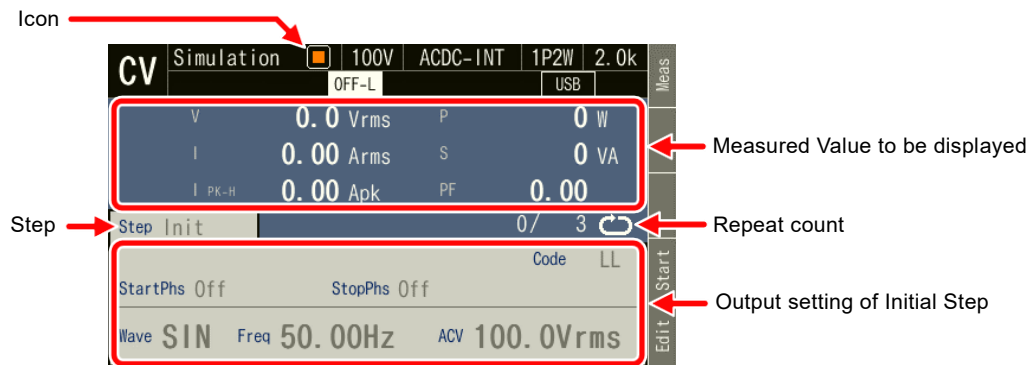 Icon
CV Simulation 100V ACDC-INT 1P2W 2.0k
OFF-L USB
Meas
V 0.0 Vrms P 0 W
I 0.00 Arms S 0 VA
I PK-H 0.00 Apk PF 0.00
Measured Value to be displayed
Step
Step Init 0/ 3
Repeat count
Code LL
StartPhs Off StopPhs Off
Start
Output setting of Initial Step
Wave SIN Freq 50.00Hz ACV 100.0Vrms
Edit